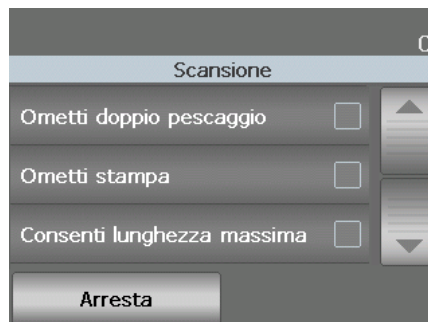 Scansione
Ometti doppio pescaggio
Ometti stampa
Consenti lunghezza massima
Arresta